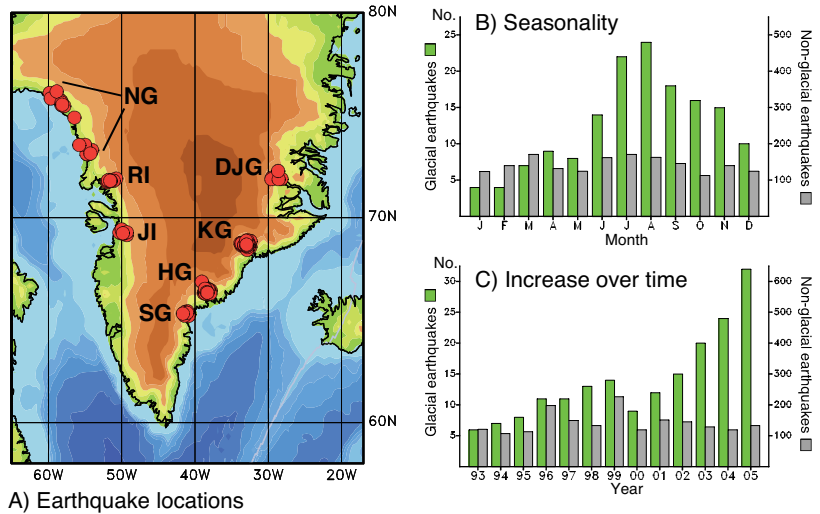 80N
NG
RI
DJG
70N
JI
KG
HG
SG
60N
60W 50W 40W 30W 20W
A) Earthquake locations
No.
B) Seasonality
25
20
15
10
5
Glacial earthquakes
500
400
300
200
100
Non-glacial earthquakes
J F M A M J J A S O N D
Month
No.
C) Increase over time
30
25
20
15
10
5
Glacial earthquakes
600
500
400
300
200
100
Non-glacial earthquakes
93 94 95 96 97 98 99 00 01 02 03 04 05
Year